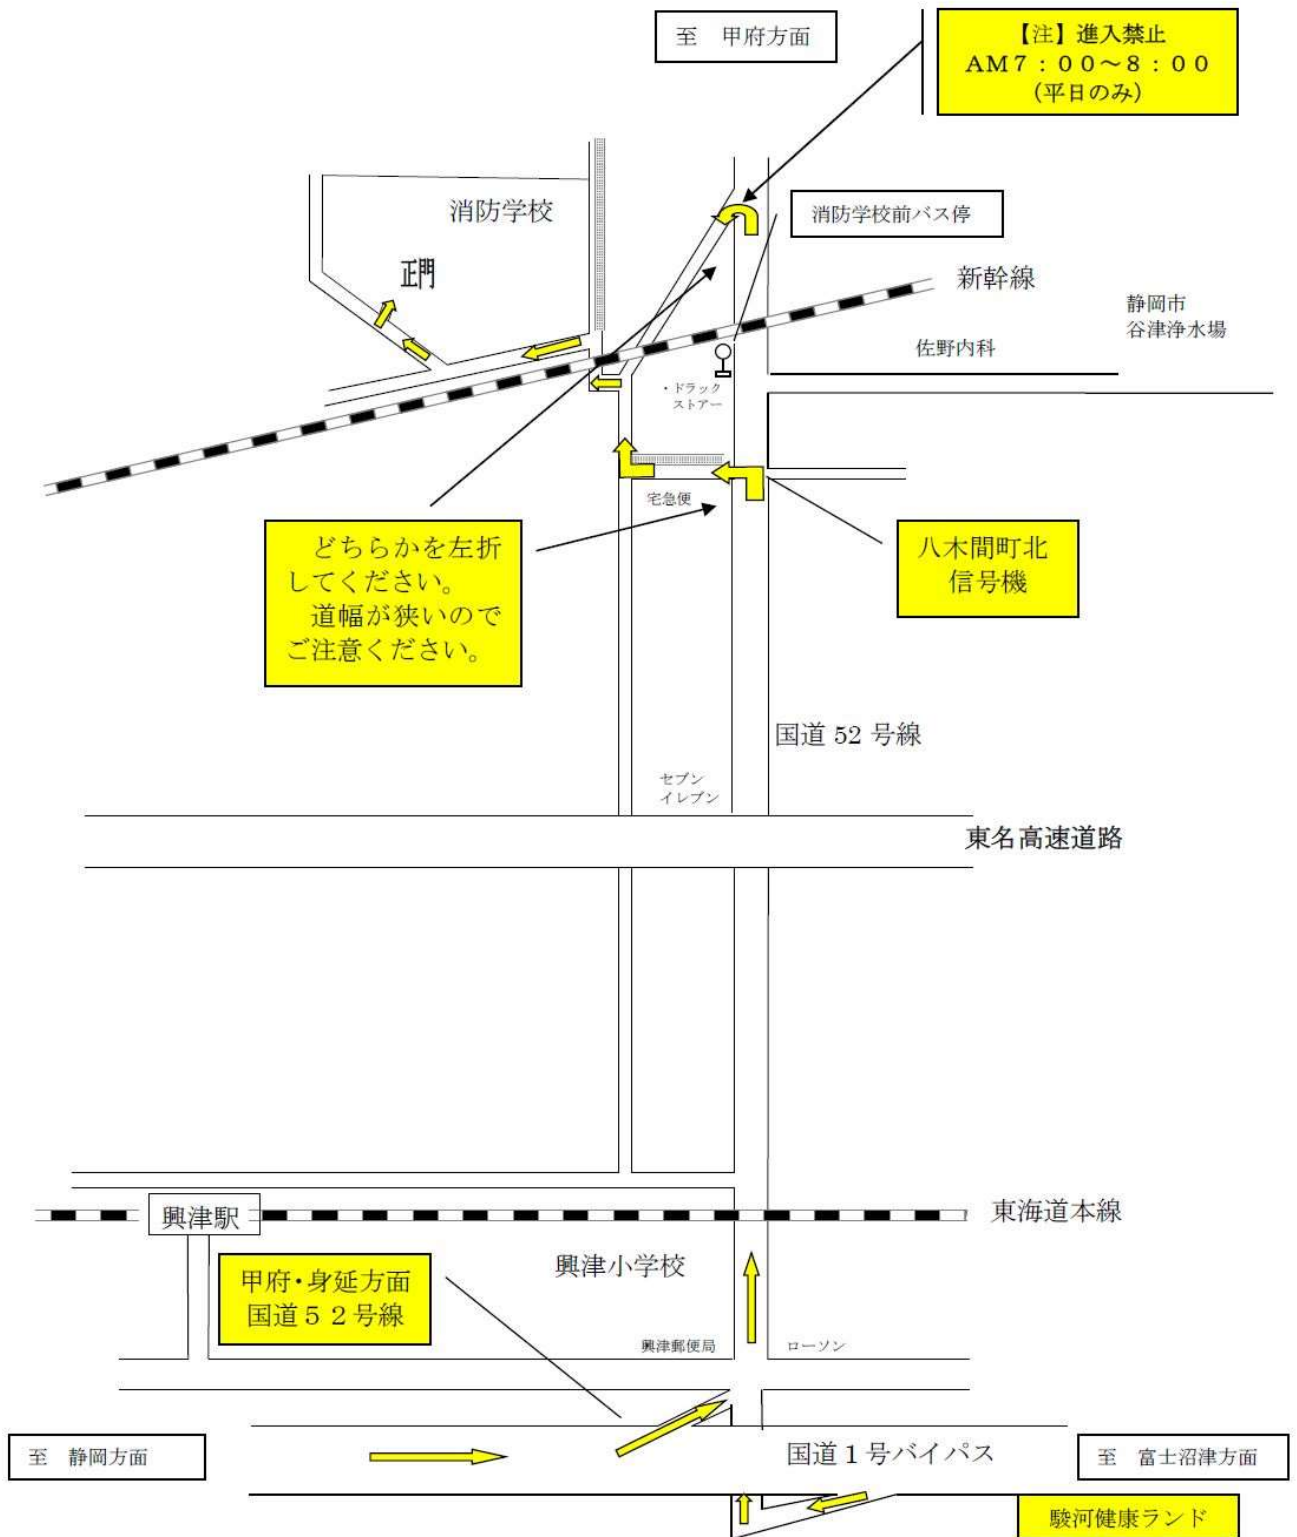 至　甲府方面
【注】進入禁止
AM７：００～８：００
（平日のみ）
消防学校
消防学校前バス停
正門
新幹線
静岡市
谷津浄水場
佐野内科
・ドラック
ストアー
宅急便
どちらかを左折
してください。
道幅が狭いので
ご注意ください。
八木間町北
信号機
国道 52 号線
セブン
イレブン
東名高速道路
興津駅
東海道本線
甲府・身延方面
国道５２号線
興津小学校
興津郵便局
ローソン
至　静岡方面
国道１号バイパス
至　富士沼津方面
駿河健康ランド